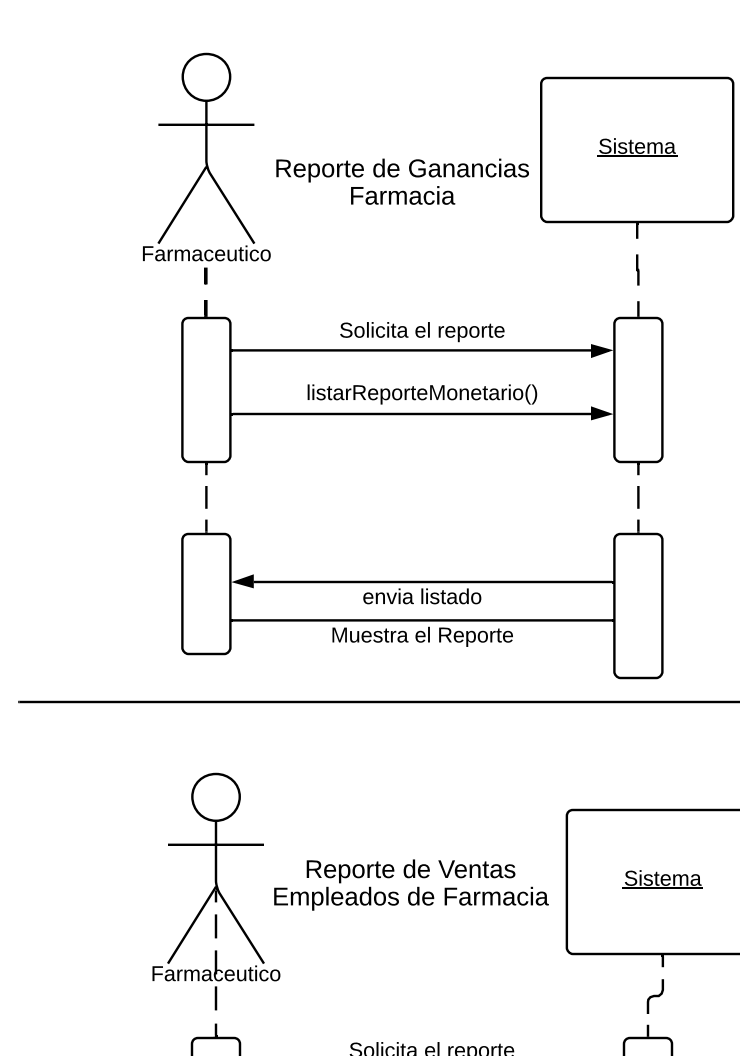 Sistema
Reporte de Ganancias
Farmacia
Farmaceutico
Solicita el reporte
listarReporteMonetario()
envia listado
Muestra el Reporte
Reporte de Ventas
Empleados de Farmacia
Sistema
Farmaceutico
Solicita el reporte